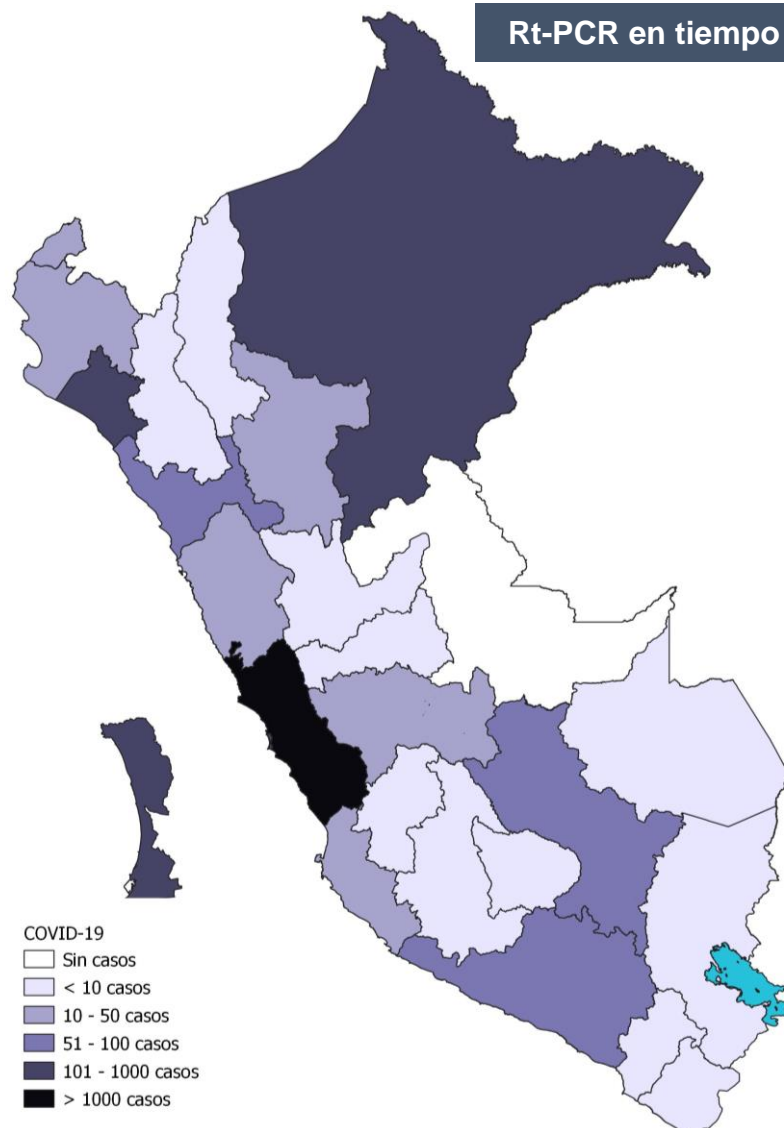 Rt-PCR en tiempo
COVID-19
Sin casos
< 10 casos
10 - 50 casos
51 - 100 casos
101 - 1000 casos
> 1000 casos